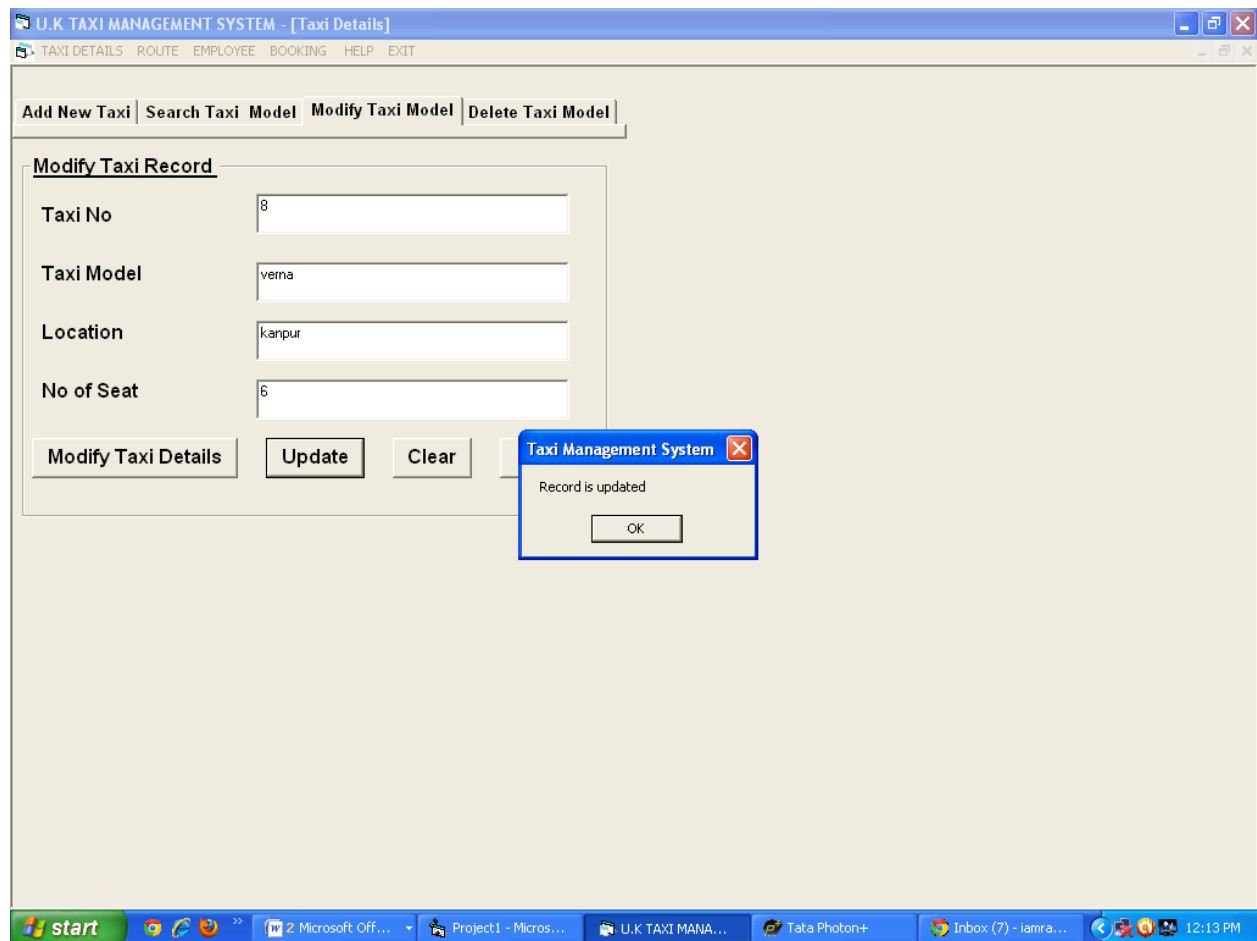 U.K TAXI MANAGEMENT SYSTEM - [Taxi Details]
TAXI DETAILS ROUTE EMPLOYEE BOOKING HELP EXIT
Add New Taxi Search Taxi Model Modify Taxi Model Delete Taxi Model
Modify Taxi Record
Taxi No 8
Taxi Model verna
Location kanpur
No of Seat 6
Modify Taxi Details Update Clear
Taxi Management System
Record is updated
OK
start 2 Microsoft Off... Project1 - Micros... U.K TAXI MANA... Tata Photon+ Inbox (7) - iamra... 12:13 PM